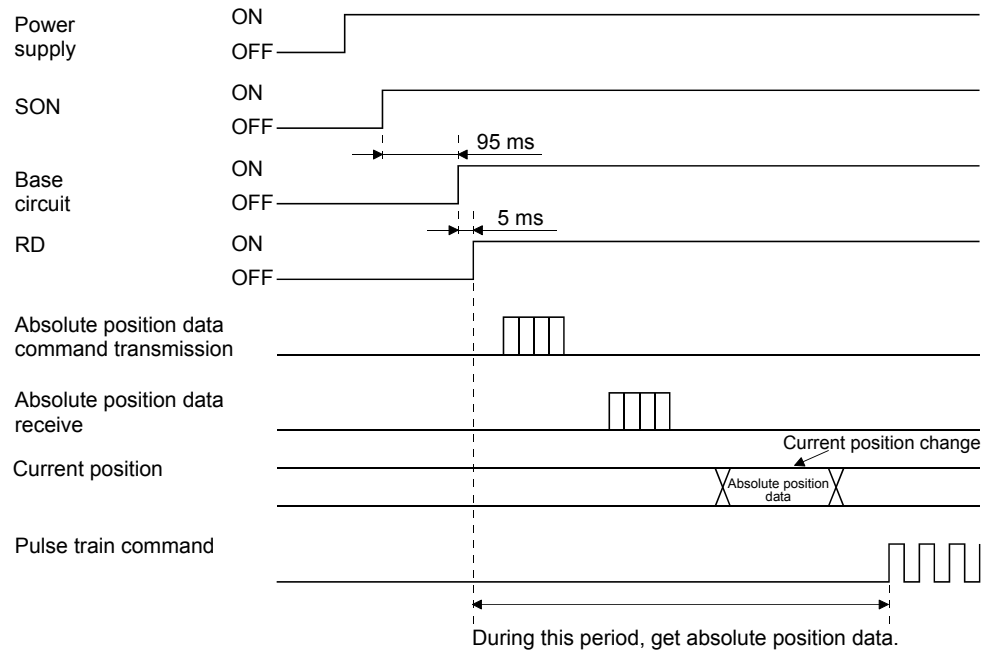 Power
supply
ON
OFF
SON
ON
OFF
95 ms
Base
circuit
ON
OFF
5 ms
RD
ON
OFF
Absolute position data
command transmission
Absolute position data
receive
Current position change
Current position
Absolute position
data
Pulse train command
During this period, get absolute position data.